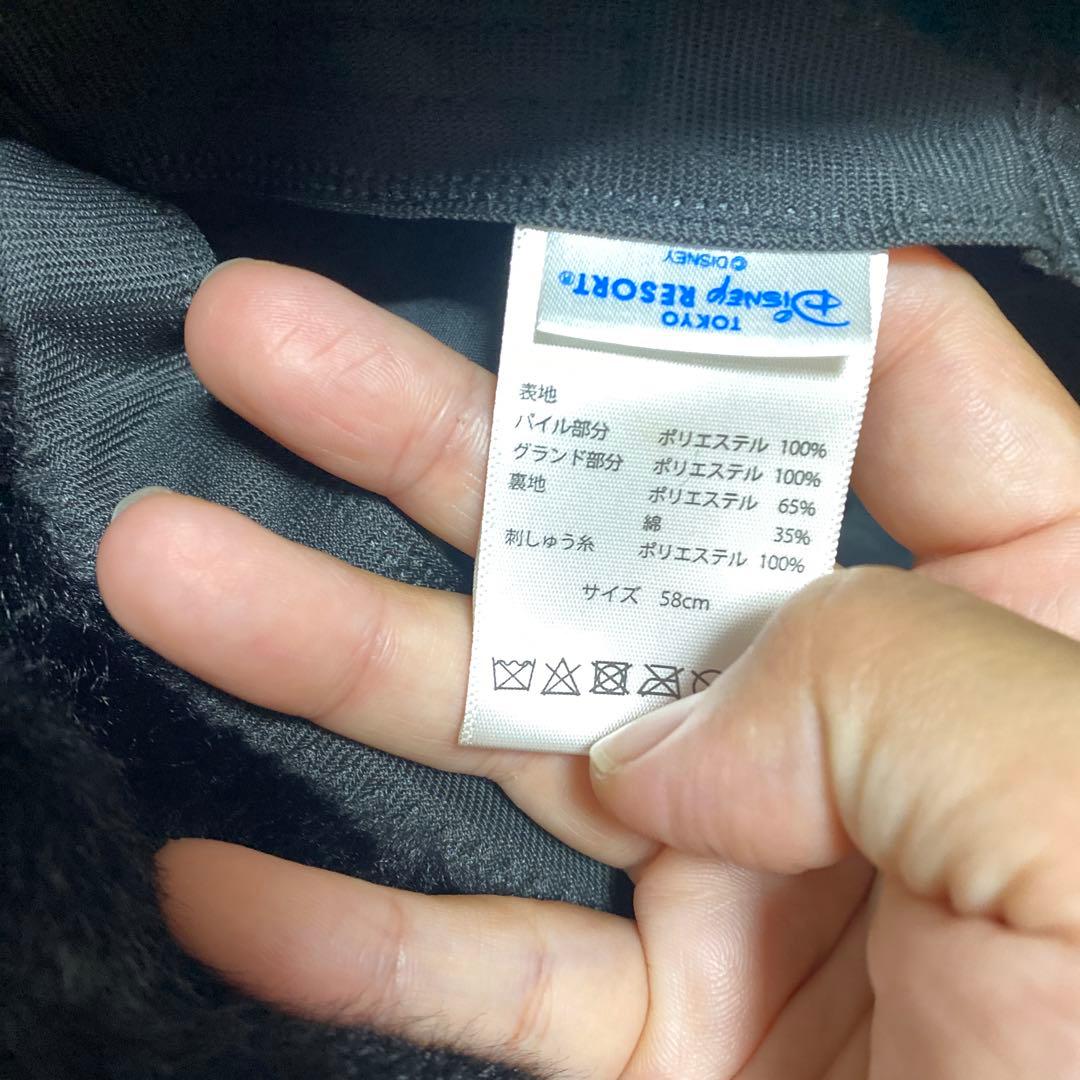 TOKYO
Disney RESORT®
© DISNEY
表地
パイル部分 ポリエステル 100%
グランド部分 ポリエステル 100%
裏地 ポリエステル 65%
綿 35%
刺しゅう糸 ポリエステル 100%
サイズ 58cm